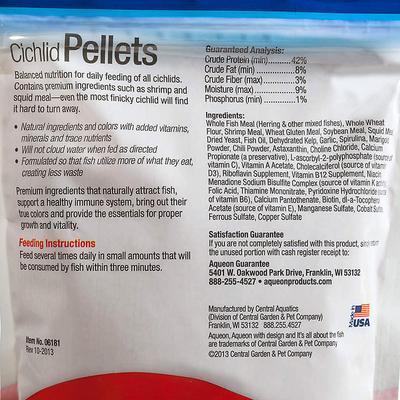 Cichlid Pellets
Balanced nutrition for daily feeding of all cichlids.
Contains premium ingredients such as shrimp and
squid meal—even the most finicky cichlid will find
it hard to turn away.
• Natural ingredients and colors with added vitamins,
minerals and trace nutrients
• Will not cloud water when fed as directed
• Formulated so that fish utilize more of what they eat,
creating less waste
Premium ingredients that naturally attract fish,
support a healthy immune system, bring out their
true colors and provide the essentials for proper
growth and vitality.
Feeding Instructions
Feed several times daily in small amounts that will
be consumed by fish within three minutes.
Item No. 06181
Rev 10-2013
Guaranteed Analysis:
Crude Protein (min)............42%
Crude Fat (min)..................8%
Crude Fiber (max)..............3%
Moisture (max)...................9%
Phosphorus (min)...............1%
Ingredients:
Whole Fish Meal (Herring & other mixed fishes), Whole Wheat
Flour, Shrimp Meal, Wheat Gluten Meal, Soybean Meal, Squid Meal,
Dried Yeast, Fish Oil, Dehydrated Kelp, Garlic, Spirulina, Marigold
Powder, Chili Powder, Astaxanthin, Choline Chloride, Calcium
Propionate (a preservative), L-ascorbyl-2-polyphosphate (source of
vitamin C), Vitamin A Acetate, Cholecalciferol (source of vitamin
D3), Riboflavin Supplement, Vitamin B12 Supplement, Niacin,
Menadione Sodium Bisulfite Complex (source of vitamin K activity),
Folic Acid, Thiamine Mononitrate, Pyridoxine Hydrochloride (source
of vitamin B6), Calcium Pantothenate, Biotin, dl-a-Tocopherol
Acetate (source of vitamin E), Manganese Sulfate, Cobalt Sulfate,
Ferrous Sulfate, Copper Sulfate
Satisfaction Guarantee
If you are not completely satisfied with this product, send
the unused portion with cash register receipt to:
Aqueon Guarantee
5401 W. Oakwood Park Drive, Franklin, WI 53132
888-255-4527 • aqueonproducts.com
Manufactured by Central Aquatics
(Division of Central Garden & Pet Company)
Franklin, WI 53132 888.255.4527
USA
Aqueon, Aqueon with design and It's all about the fish
are trademarks of Central Garden & Pet Company.
©2013 Central Garden & Pet Company